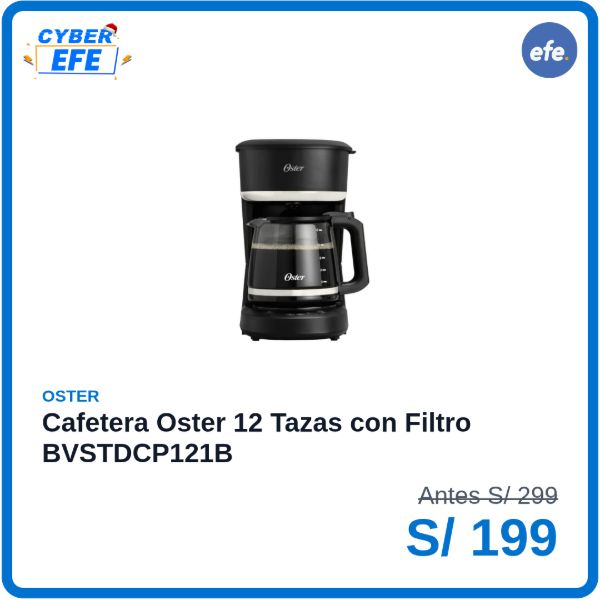 CYBER
EFE
efe.
Oster
Oster
OSTER
Cafetera Oster 12 Tazas con Filtro
BVSTDCP121B
Antes S/ 299
S/ 199